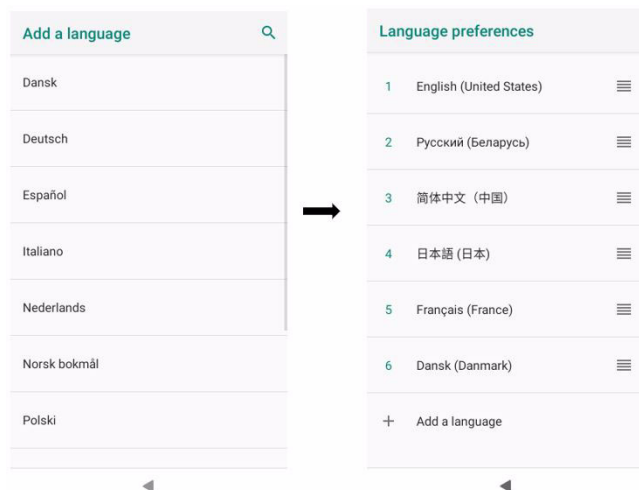 Add a language
Dansk
Deutsch
Español
Italiano
Nederlands
Norsk bokmål
Polski
Language preferences
1 English (United States)
2 Русский (Беларусь)
3 简体中文（中国）
4 日本語 (日本)
5 Français (France)
6 Dansk (Danmark)
+ Add a language